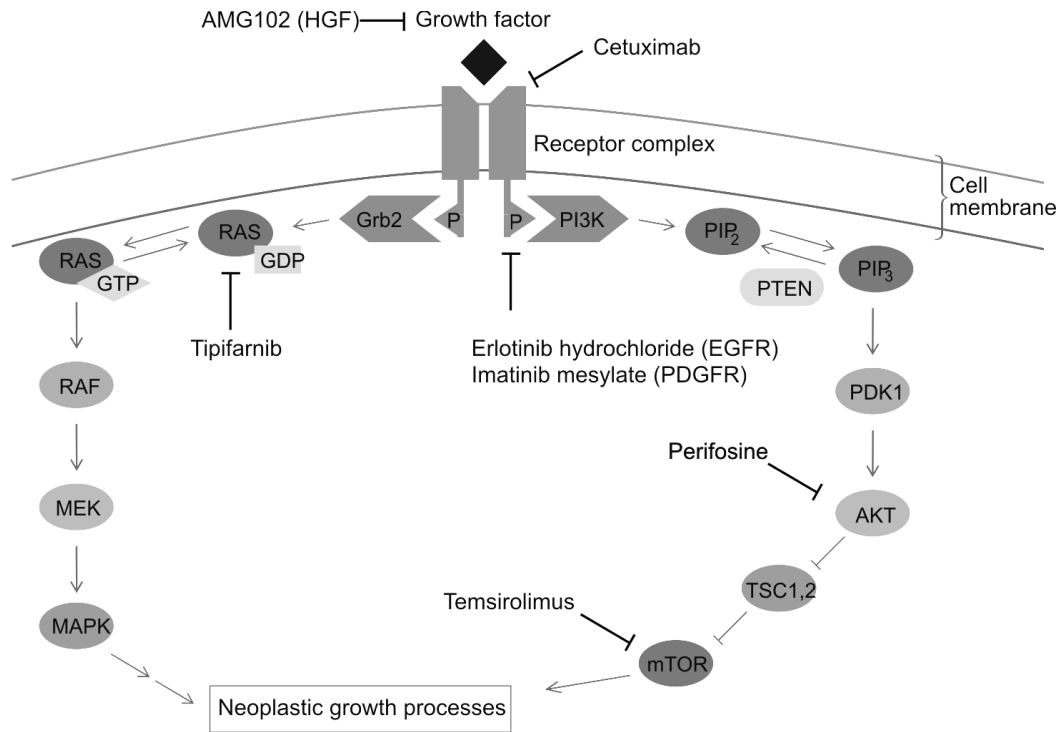 AMG102 (HGF)
Growth factor
Cetuximab
Receptor complex
Cell
membrane
Grb2
P
P
PI3K
RAS
GDP
RAS
GTP
PIP2
PIP3
PTEN
Tipifarnib
Erlotinib hydrochloride (EGFR)
Imatinib mesylate (PDGFR)
RAF
PDK1
Perifosine
MEK
AKT
TSC1,2
Temsirolimus
MAPK
mTOR
Neoplastic growth processes